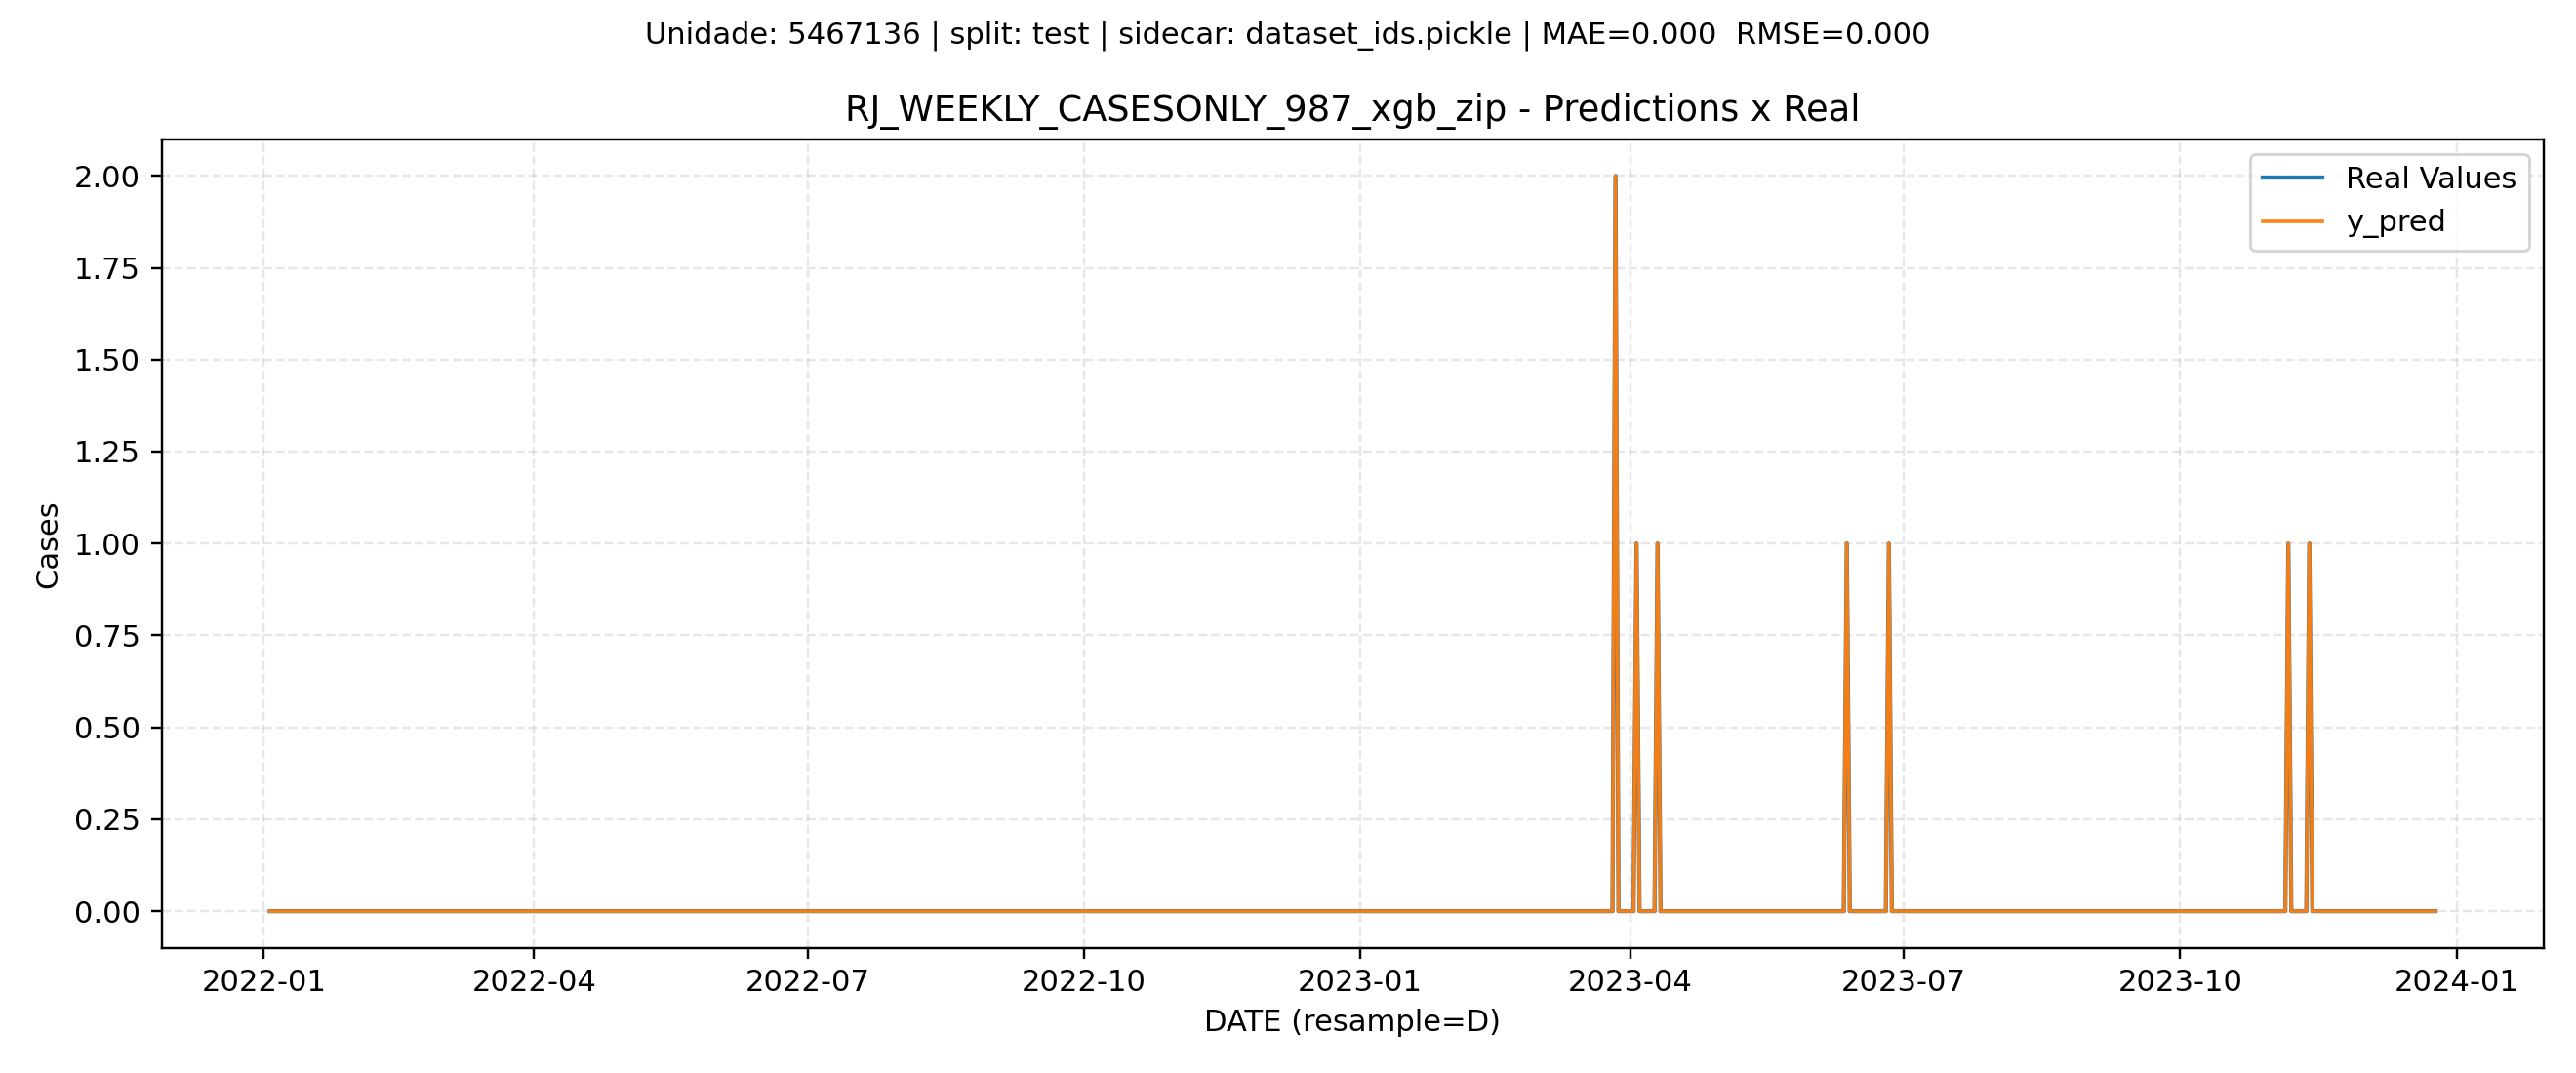 Unidade: 5467136 | split: test | sidecar: dataset_ids.pickle | MAE=0.000  RMSE=0.000
RJ_WEEKLY_CASESONLY_987_xgb_zip - Predictions x Real
Real Values
y_pred
2.00
1.75
1.50
1.25
1.00
0.75
0.50
0.25
0.00
Cases
2022-01 2022-04 2022-07 2022-10 2023-01 2023-04 2023-07 2023-10 2024-01
DATE (resample=D)